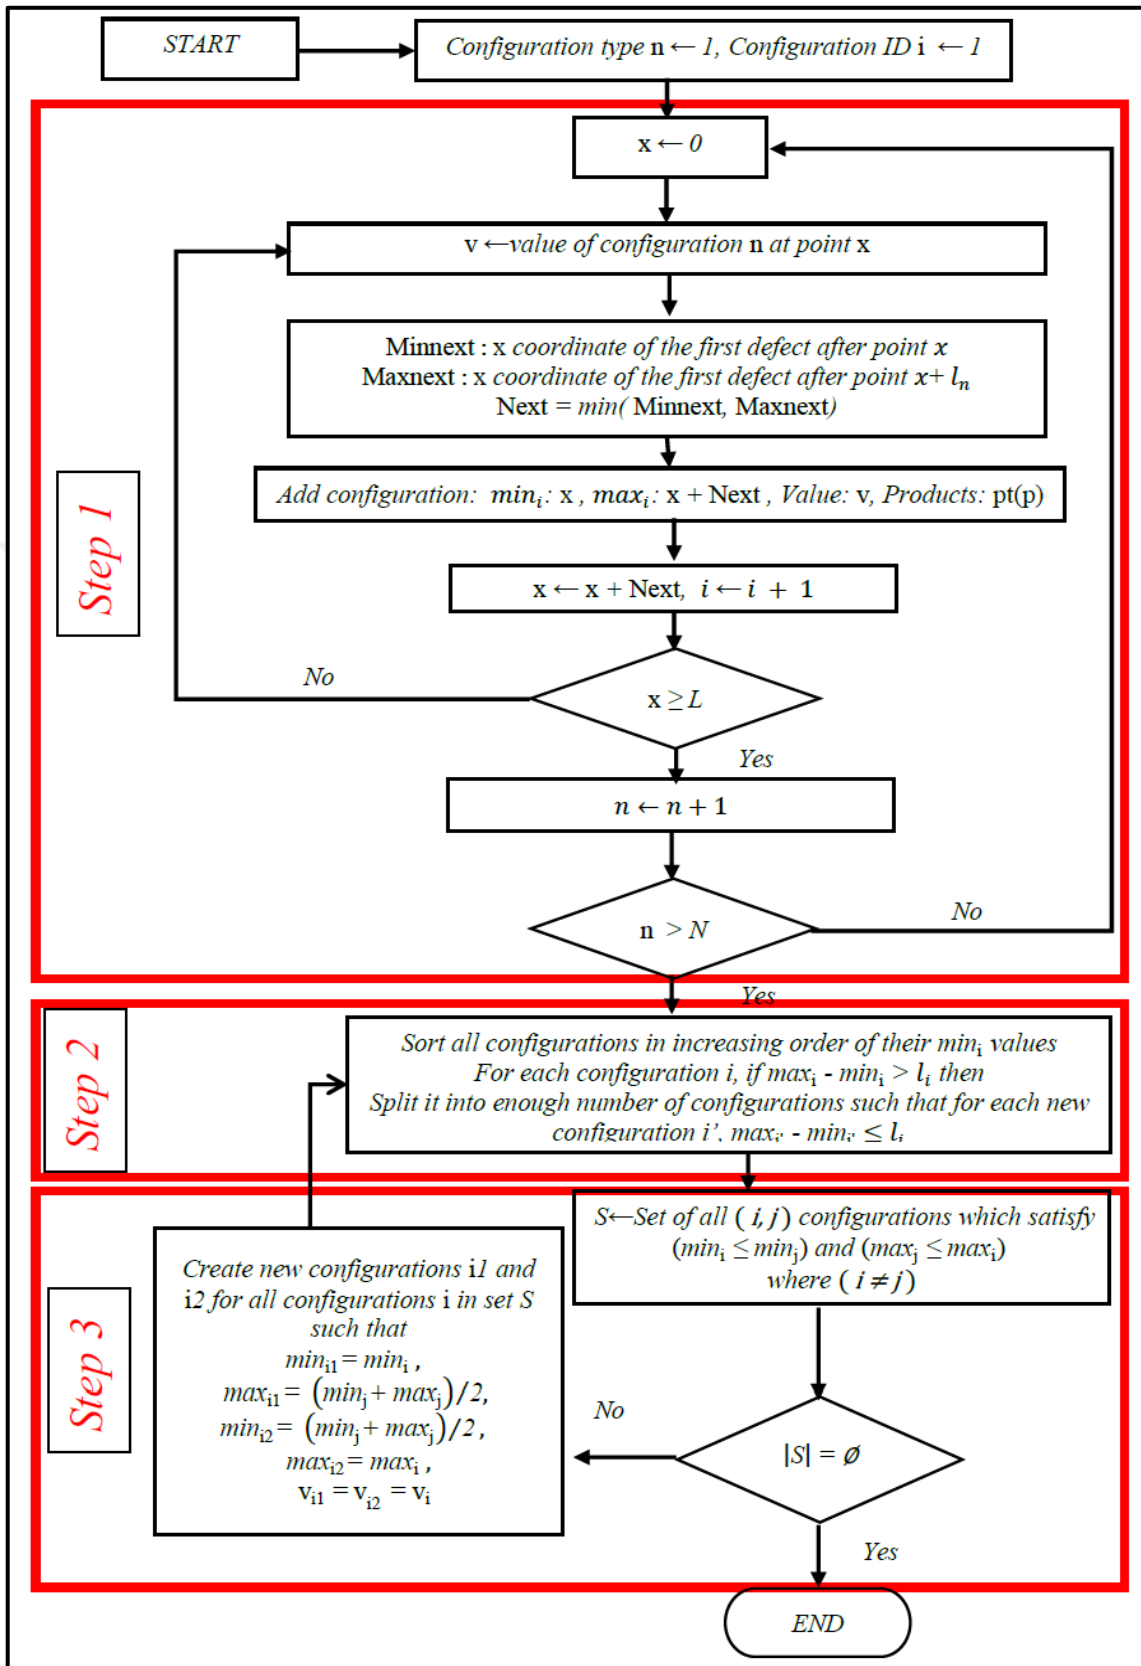 START
Configuration type n ← 1, Configuration ID i ← 1
x ← 0
v ←value of configuration n at point x
Minnext : x coordinate of the first defect after point x
Maxnext : x coordinate of the first defect after point x+ lₙ
Next = min( Minnext, Maxnext)
Add configuration: minᵢ: x , maxᵢ: x + Next , Value: v, Products: pt(p)
Step 1
x ← x + Next, i ← i + 1
No
x ≥ L
Yes
n ← n + 1
n > N
No
Yes
Step 2
Sort all configurations in increasing order of their minᵢ values
For each configuration i, if maxᵢ - minᵢ > lᵢ then
Split it into enough number of configurations such that for each new
configuration i’, maxᵢ' - minᵢ' ≤ lᵢ
Step 3
S←Set of all ( i, j) configurations which satisfy
(minᵢ ≤ minⱼ) and (maxⱼ ≤ maxᵢ)
where ( i ≠ j)
Create new configurations i1 and
i2 for all configurations i in set S
such that
minᵢ₁ = minᵢ ,
maxᵢ₁ = (minⱼ + maxⱼ)/2,
minᵢ₂ = (minⱼ + maxⱼ)/2 ,
maxᵢ₂ = maxᵢ ,
vᵢ₁ = vᵢ₂ = vᵢ
No
|S| = ∅
Yes
END